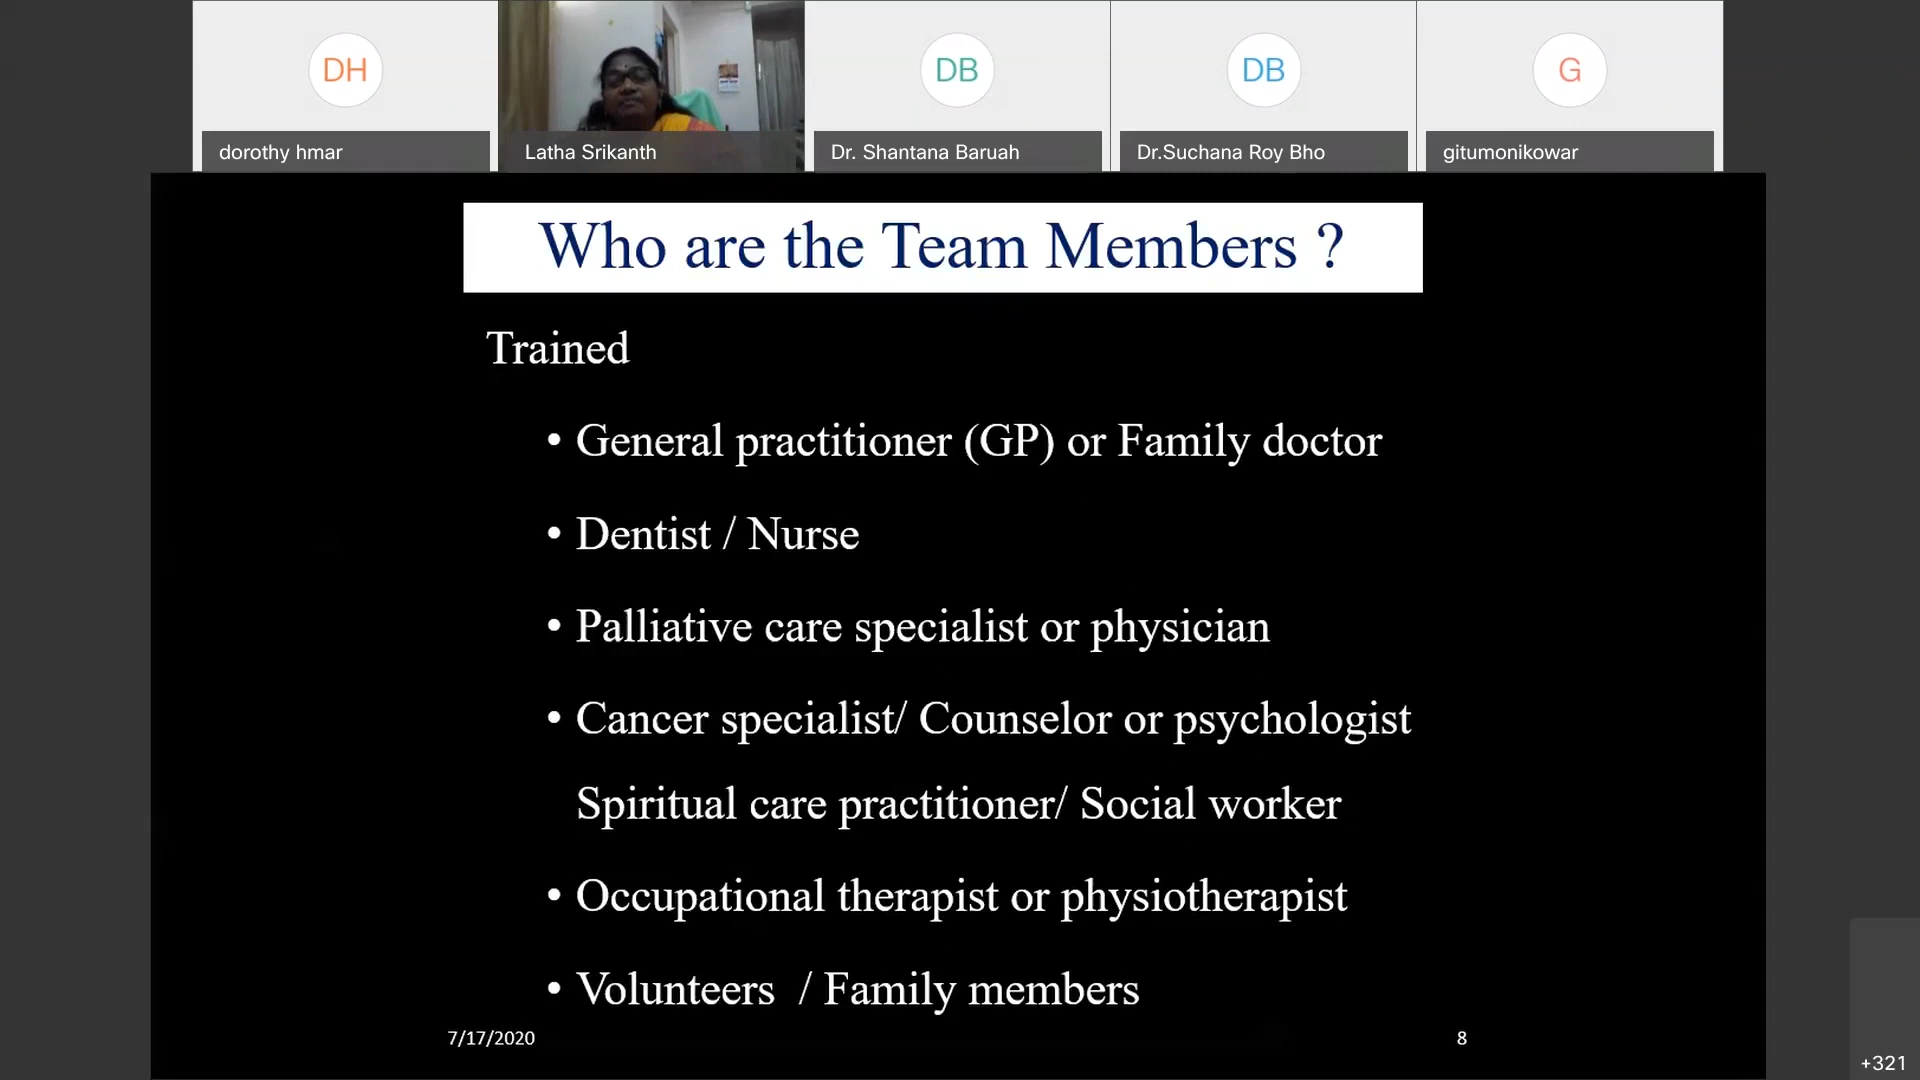 DH
DB
DB
G
dorothy hmar
Latha Srikanth
Dr. Shantana Baruah
Dr.Suchana Roy Bho
gitumonikowar
Who are the Team Members ?
Trained
• General practitioner (GP) or Family doctor
• Dentist / Nurse
• Palliative care specialist or physician
• Cancer specialist/ Counselor or psychologist
Spiritual care practitioner/ Social worker
• Occupational therapist or physiotherapist
• Volunteers / Family members
7/17/2020
8
+321